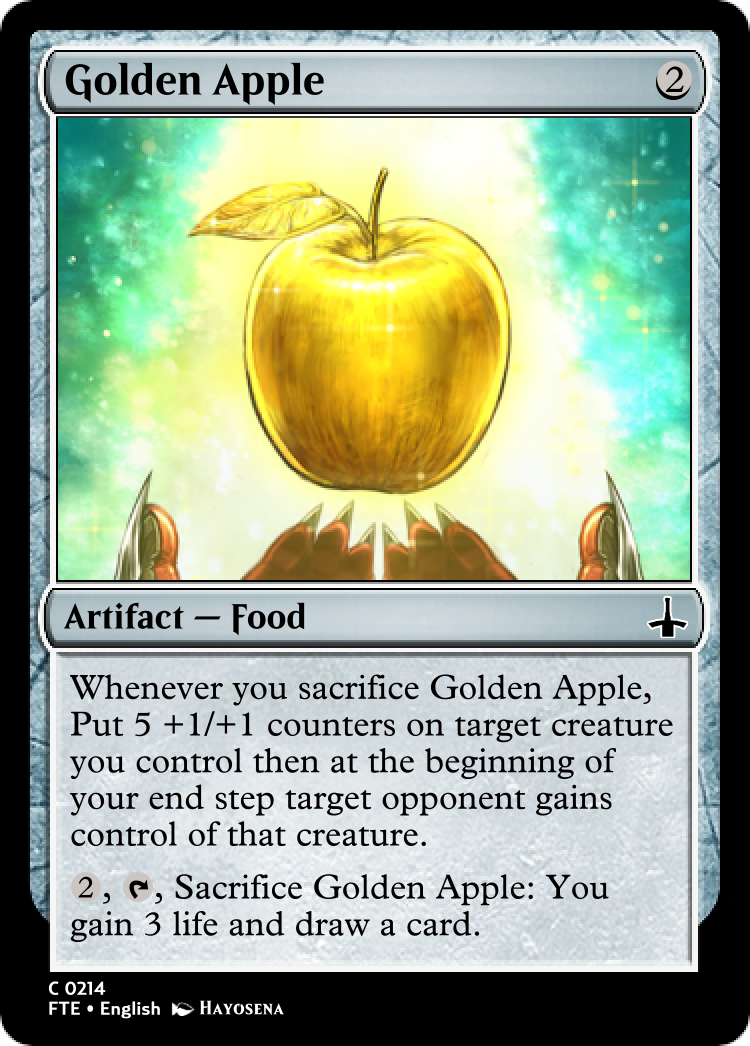 Golden Apple 2
Artifact — Food
Whenever you sacrifice Golden Apple,
Put 5 +1/+1 counters on target creature
you control then at the beginning of
your end step target opponent gains
control of that creature.
2, , Sacrifice Golden Apple: You
gain 3 life and draw a card.
C 0214
FTE • English HAYOSENA